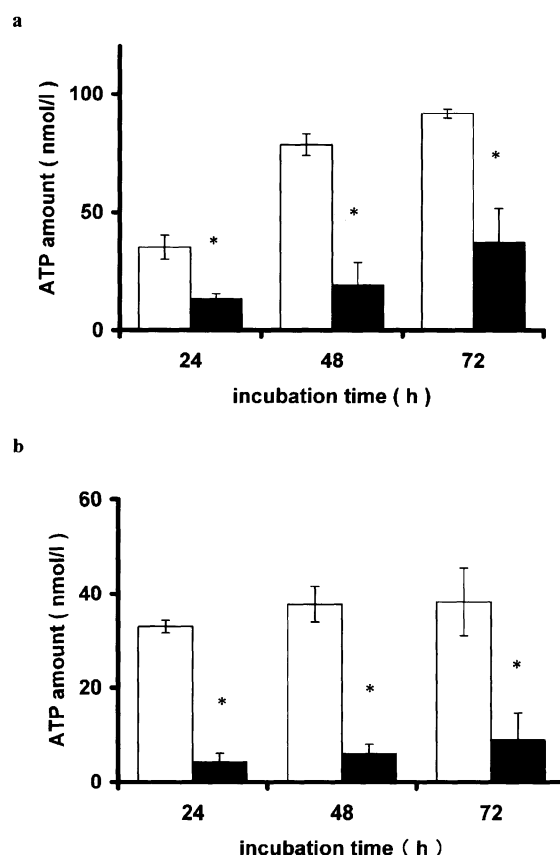 a
ATP amount ( nmol/l )
100
50
0
*
*
*
24 48 72
incubation time ( h )
b
ATP amount ( nmol/l )
60
40
20
0
*
*
*
24 48 72
incubation time ( h )